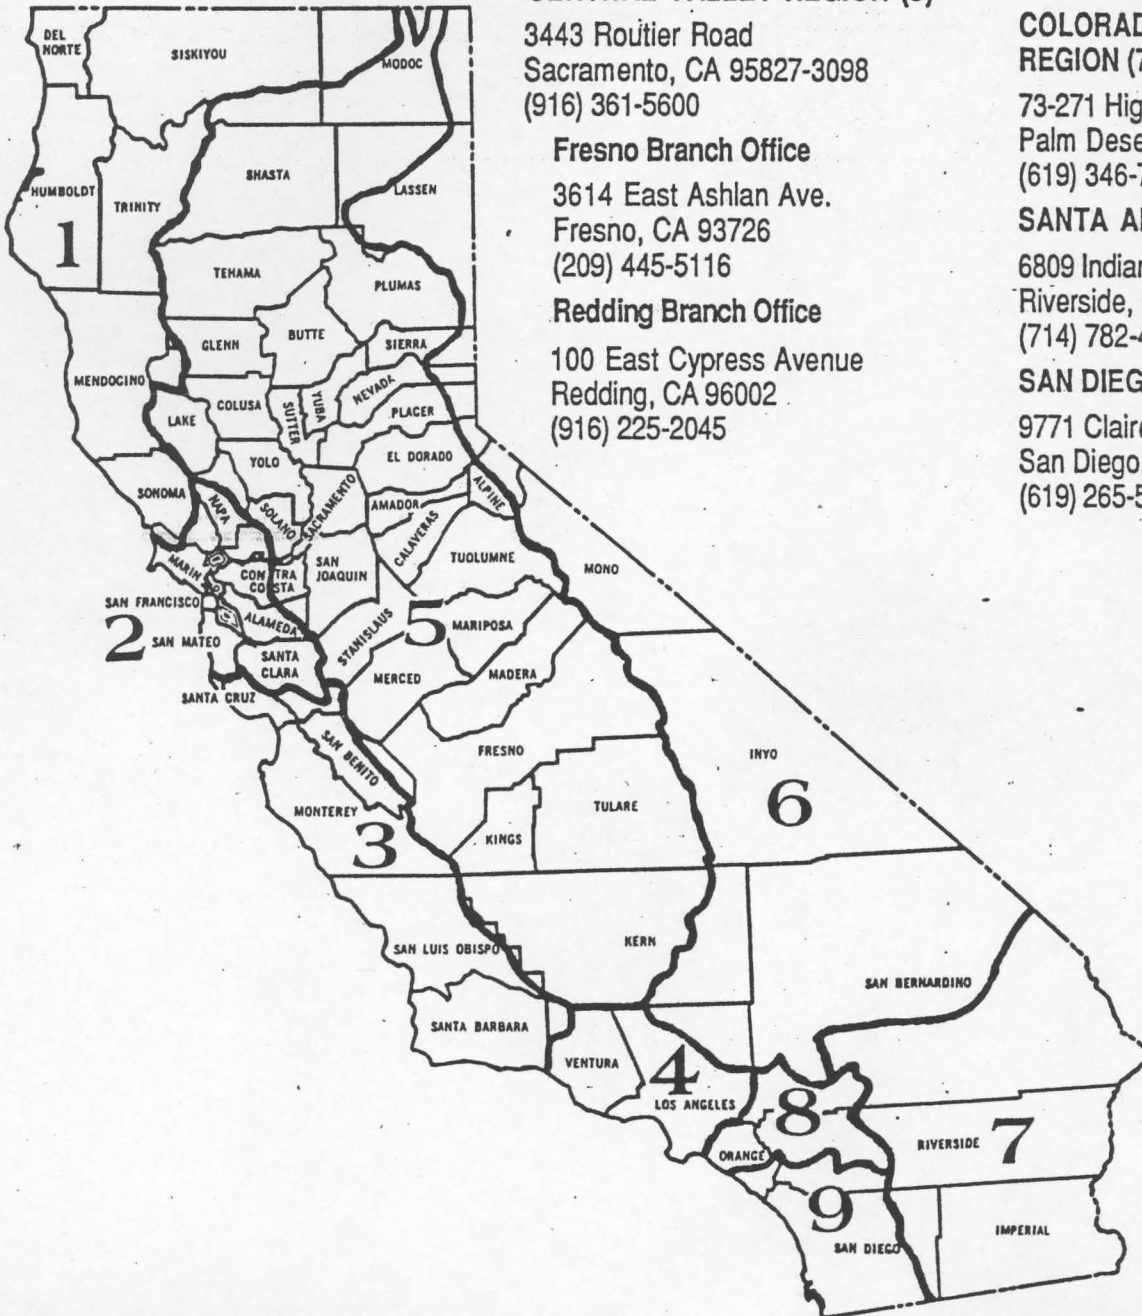 3443 Routier Road
Sacramento, CA 95827-3098
(916) 361-5600
Fresno Branch Office
3614 East Ashlan Ave.
Fresno, CA 93726
(209) 445-5116
Redding Branch Office
100 East Cypress Avenue
Redding, CA 96002
(916) 225-2045
REGION (7
73-271
Palm
(619) 346-7
SANTA
6809
Riverside,
(714) 782-4
SAN
9771
San Diego
(619) 265-5
DEL
NORTE
SISKIYOU
MODOC
HUMBOLDT
1
TRINITY
SHASTA
LASSEN
TEHAMA
PLUMAS
GLENN
BUTTE
SIERRA
MENDOCINO
LAKE
COLUSA
SUTTER
YUBA
NEVADA
PLACER
YOLO
EL DORADO
SONOMA
NAPA
SOLANO
SACRAMENTO
AMADOR
ALPINE
CALAVERAS
MARIN
CONTRA
COSTA
SAN
JOAQUIN
TUOLUMNE
MONO
SAN FRANCISCO
2
SAN MATEO
ALAMEDA
STANISLAUS
5
MARIPOSA
SANTA
CLARA
MERCED
MADERA
SANTA CRUZ
SAN BENITO
FRESNO
INYO
6
MONTEREY
3
KINGS
TULARE
SAN LUIS OBISPO
KERN
SAN BERNARDINO
SANTA BARBARA
VENTURA
4
LOS ANGELES
8
ORANGE
RIVERSIDE
7
9
SAN DIEGO
IMPERIAL